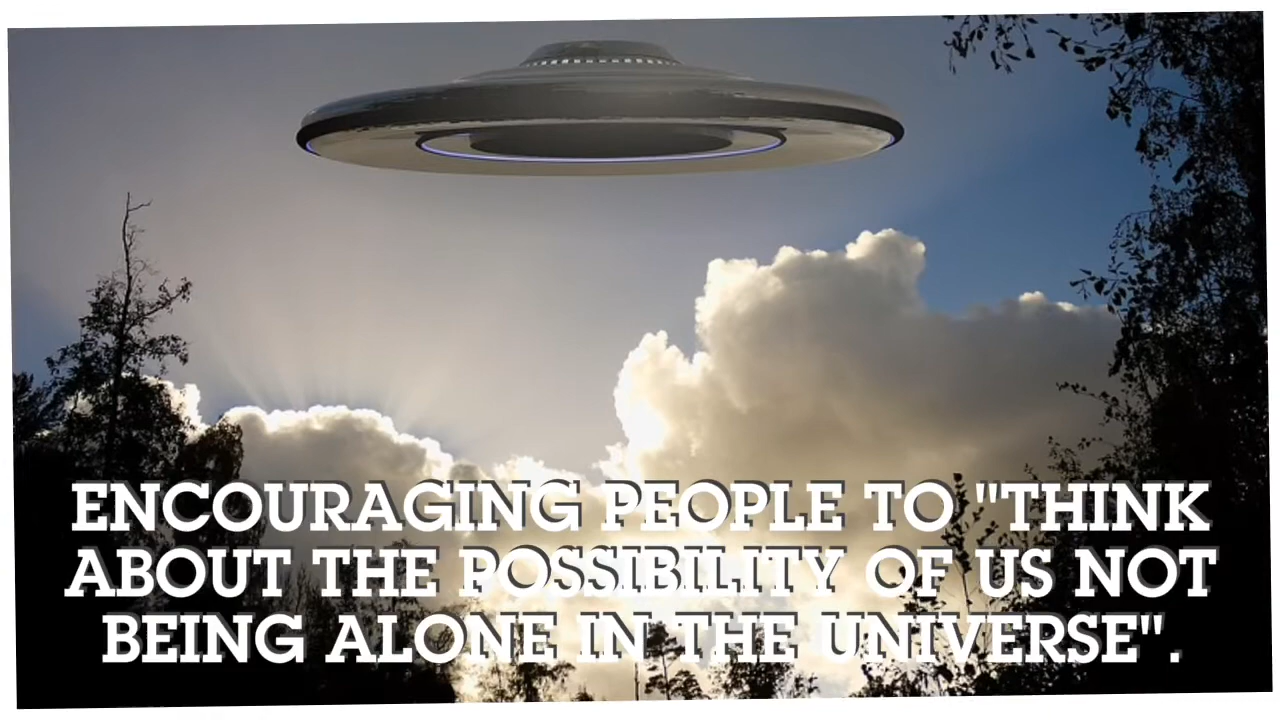 ENCOURAGING PEOPLE TO "THINK
ABOUT THE POSSIBILITY OF US NOT
BEING ALONE IN THE UNIVERSE".